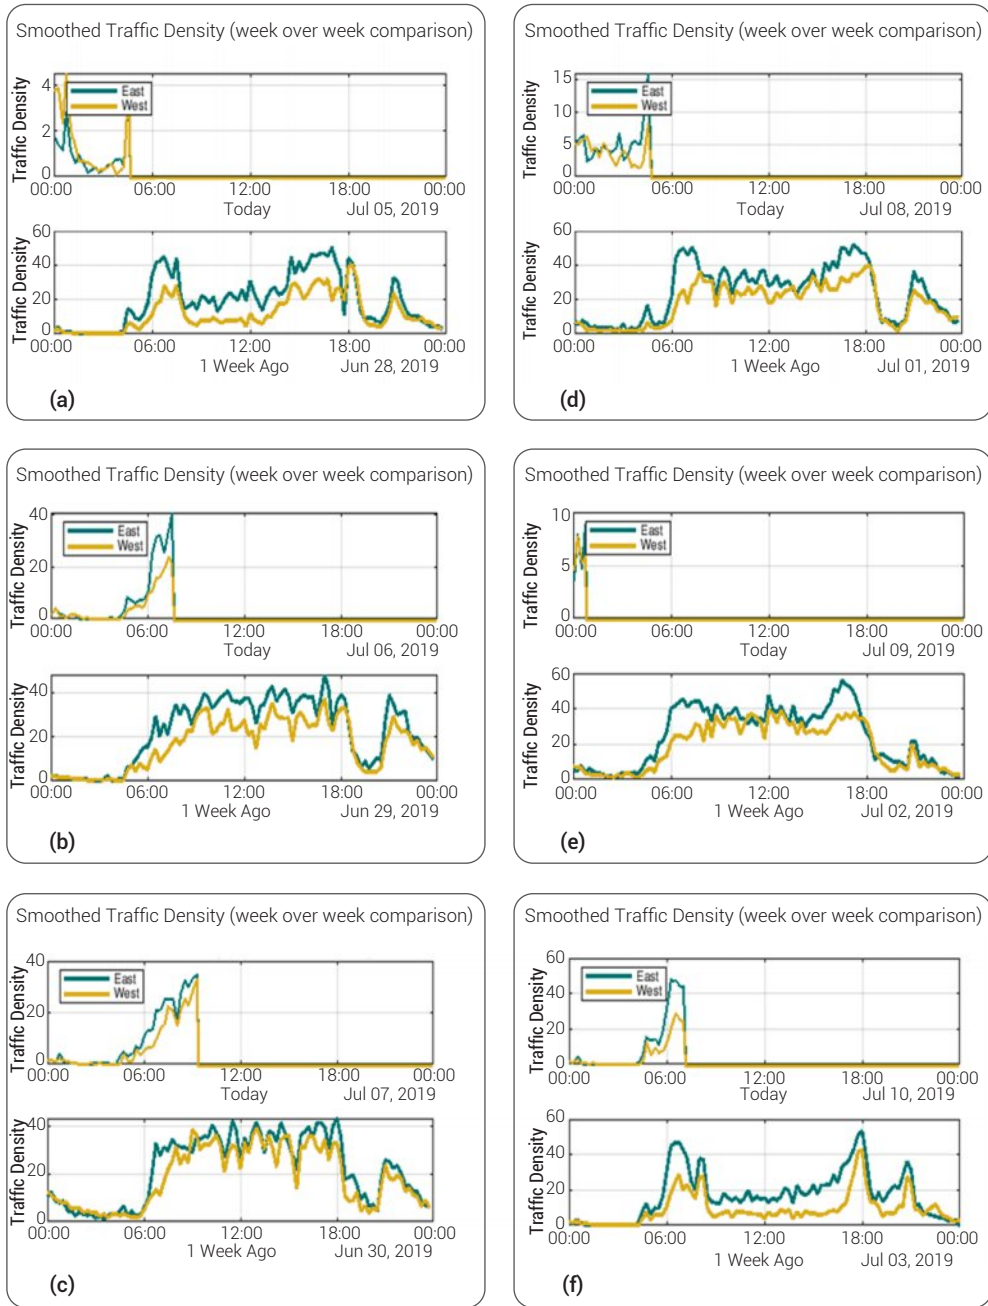 Smoothed Traffic Density (week over week comparison)
Traffic Density
4
2
0
East
West
00:00 06:00 12:00 18:00 00:00
Today Jul 05, 2019
Traffic Density
60
40
20
0
00:00 06:00 12:00 18:00 00:00
1 Week Ago Jun 28, 2019
(a)
Smoothed Traffic Density (week over week comparison)
Traffic Density
15
10
5
0
East
West
00:00 06:00 12:00 18:00 00:00
Today Jul 08, 2019
Traffic Density
60
40
20
0
00:00 06:00 12:00 18:00 00:00
1 Week Ago Jul 01, 2019
(d)
Smoothed Traffic Density (week over week comparison)
Traffic Density
40
20
0
East
West
00:00 06:00 12:00 18:00 00:00
Today Jul 06, 2019
Traffic Density
40
20
0
00:00 06:00 12:00 18:00 00:00
1 Week Ago Jun 29, 2019
(b)
Smoothed Traffic Density (week over week comparison)
Traffic Density
10
5
0
East
West
00:00 06:00 12:00 18:00 00:00
Today Jul 09, 2019
Traffic Density
60
40
20
0
00:00 06:00 12:00 18:00 00:00
1 Week Ago Jul 02, 2019
(e)
Smoothed Traffic Density (week over week comparison)
Traffic Density
40
20
0
East
West
00:00 06:00 12:00 18:00 00:00
Today Jul 07, 2019
Traffic Density
40
20
0
00:00 06:00 12:00 18:00 00:00
1 Week Ago Jun 30, 2019
(c)
Smoothed Traffic Density (week over week comparison)
Traffic Density
60
40
20
0
East
West
00:00 06:00 12:00 18:00 00:00
Today Jul 10, 2019
Traffic Density
60
40
20
0
00:00 06:00 12:00 18:00 00:00
1 Week Ago Jul 03, 2019
(f)